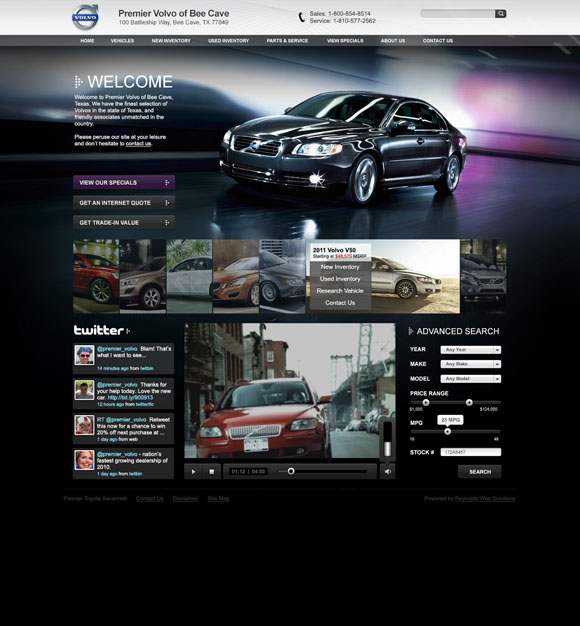 VOLVO
Premier Volvo of Bee Cave
100 Battleship Way, Bee Cave, TX 77849
Sales: 1-800-854-8514
Service: 1-810-577-2562
HOME VEHICLES NEW INVENTORY USED INVENTORY PARTS & SERVICE VIEW SPECIALS ABOUT US CONTACT US
WELCOME
Welcome to Premier Volvo of Bee Cave,
Texas. We have the finest selection of
Volvos in the state of Texas, and
friendly associates unmatched in the
country.
Please peruse our site at your leisure
and don't hesitate to contact us.
VIEW OUR SPECIALS
GET AN INTERNET QUOTE
GET TRADE-IN VALUE
2011 Volvo V50
Starting at $48,575 MSRP
New Inventory
Used Inventory
Research Vehicle
Contact Us
twitter
@premier_volvo Blam! That's
what I want to see...
14 minutes ago from twitbin
@premier_volvo Thanks for
your help today. Love the new
car. http://bit.ly/900913
12 hours ago from twitterific
RT @premier_volvo Retweet
this now for a chance to win
20% off next purchase at ...
1 day ago from web
@premier_volvo - nation's
fastest growing dealership of
2010.
1 day ago from twitbin
01:12 | 04:50
ADVANCED SEARCH
YEAR Any Year
MAKE Any Make
MODEL Any Model
PRICE RANGE
$1,000 $124,000
MPG 23 MPG
16 48
STOCK # 172A8457
SEARCH
Premier Toyota Savannah Contact Us Disclaimer Site Map
Powered by Reynolds Web Solutions